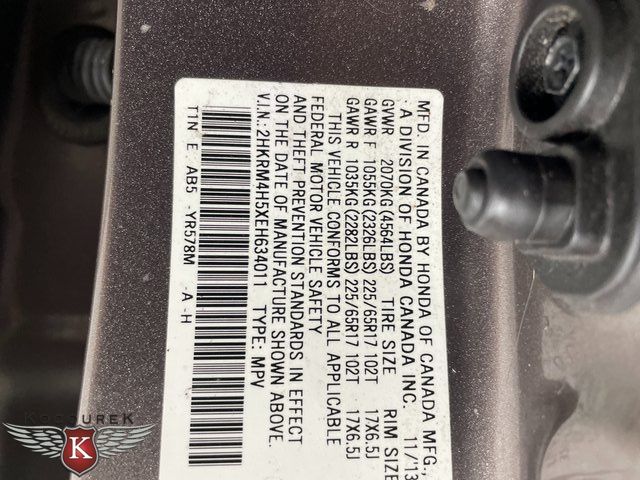 MFD. IN CANADA BY HONDA OF CANADA MFG.,
A DIVISION OF HONDA CANADA INC. 11/'13
GVWR 2070KG(4564LBS) TIRE SIZE RIM SIZE
GAWR F 1055KG(2326LBS) 225/65R17 102T 17X6.5J
GAWR R 1035KG(2282LBS) 225/65R17 102T 17X6.5J
THIS VEHICLE CONFORMS TO ALL APPLICABLE
FEDERAL MOTOR VEHICLE SAFETY
AND THEFT PREVENTION STANDARDS IN EFFECT
ON THE DATE OF MANUFACTURE SHOWN ABOVE.
V.I.N.:2HKRM4H5XEH634011 TYPE: MPV
T1N E AB5 YR578M A-H
KOCOUREK
K